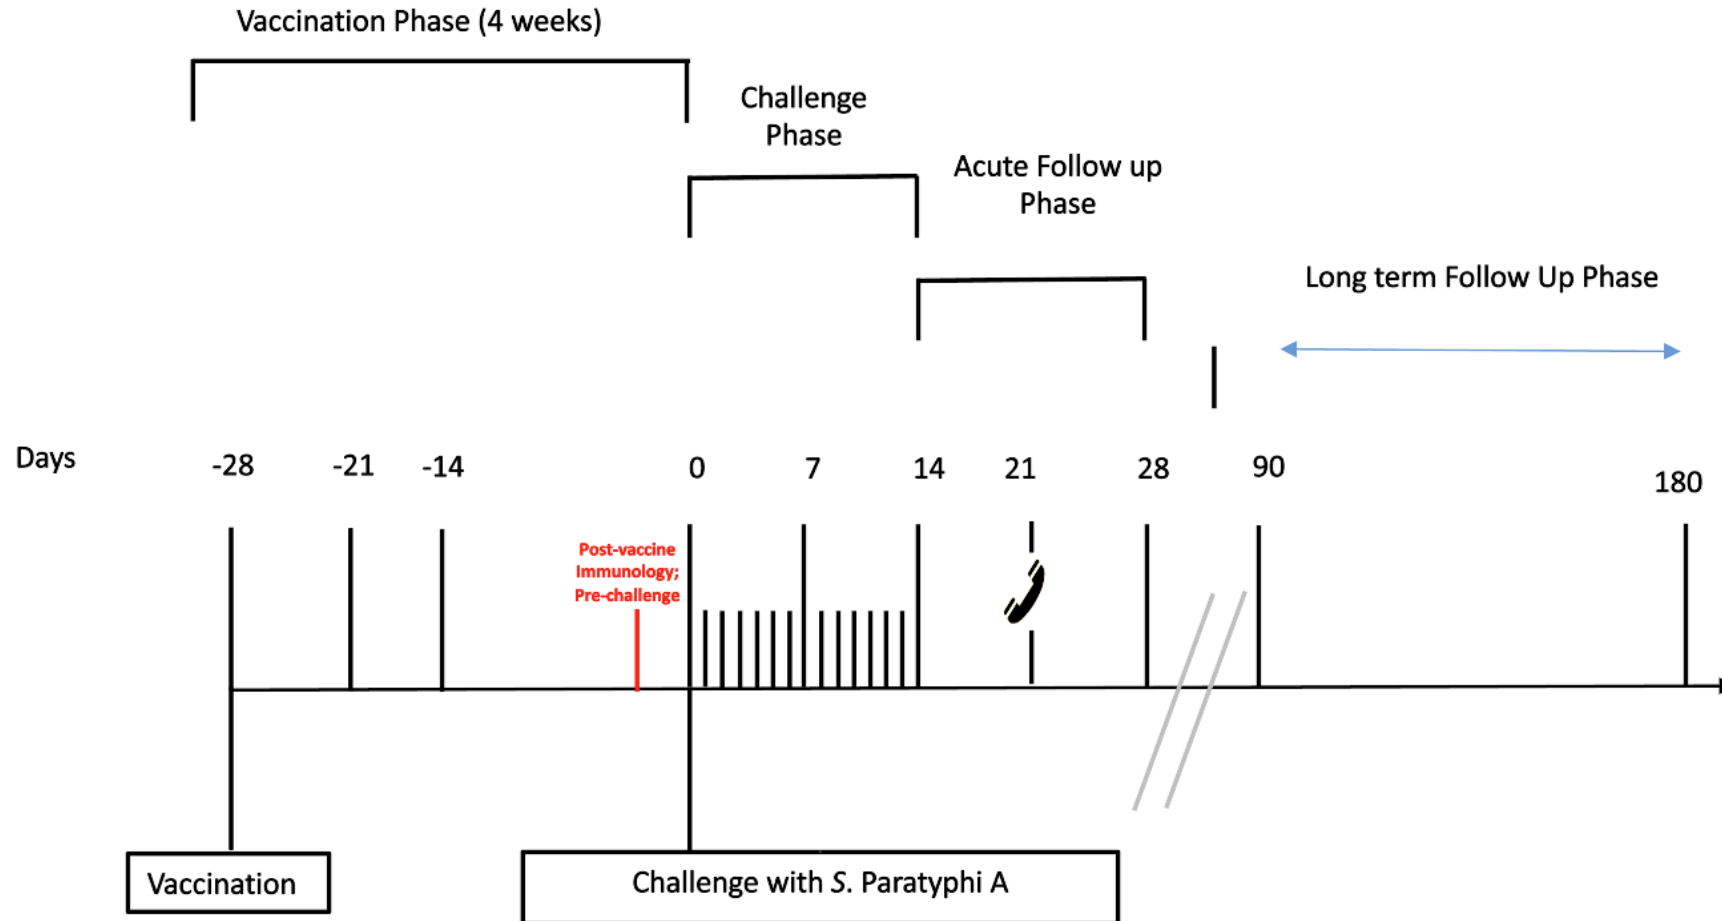 Vaccination Phase (4 weeks)
Challenge
Phase
Acute Follow up
Phase
Long term Follow Up Phase
Days
-28
-21
-14
0
7
14
21
28
90
180
Post-vaccine
Immunology;
Pre-challenge
Vaccination
Challenge with S. Paratyphi A